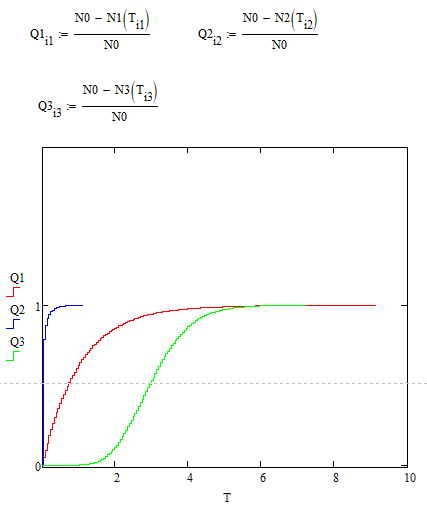 Q1i1 := N0 − N1(Ti1) / N0
Q2i2 := N0 − N2(Ti2) / N0
Q3i3 := N0 − N3(Ti3) / N0
Q1
Q2
Q3
1
0
2 4 6 8 10
T